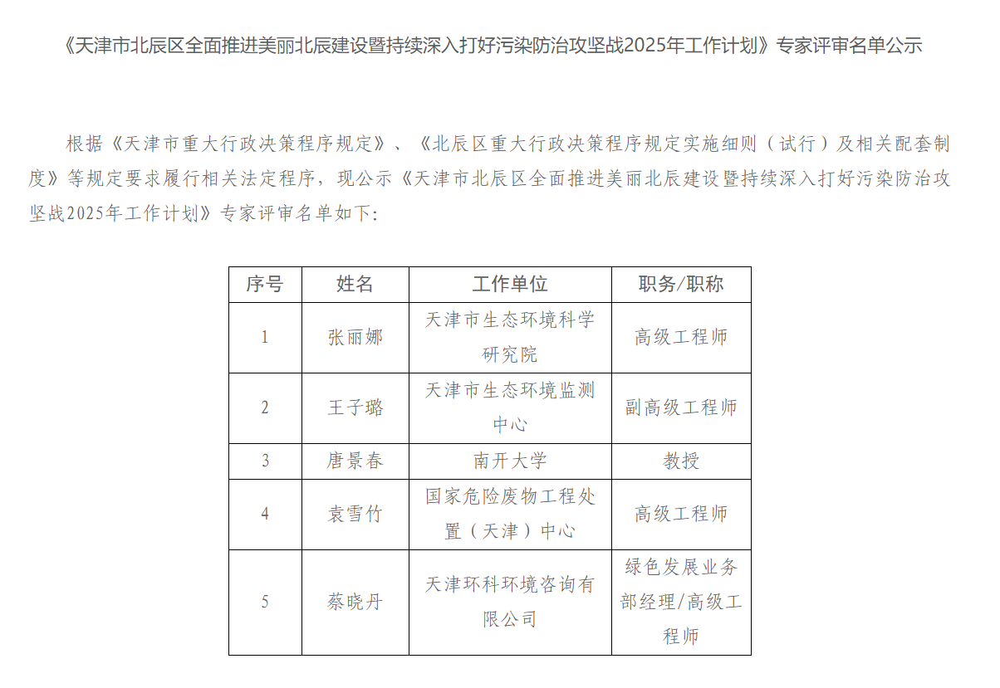 《天津市北辰区全面推进美丽北辰建设暨持续深入打好污染防治攻坚战2025年工作计划》专家评审名单公示
根据《天津市重大行政决策程序规定》、《北辰区重大行政决策程序规定实施细则（试行）及相关配套制
度》等规定要求履行相关法定程序，现公示《天津市北辰区全面推进美丽北辰建设暨持续深入打好污染防治攻
坚战2025年工作计划》专家评审名单如下：
序号 姓名 工作单位 职务/职称
1 张丽娜 天津市生态环境科学
研究院 高级工程师
2 王子璐 天津市生态环境监测
中心 副高级工程师
3 唐景春 南开大学 教授
4 袁雪竹 国家危险废物工程处
置（天津）中心 高级工程师
5 蔡晓丹 天津环科环境咨询有
限公司 绿色发展业务
部经理/高级工
程师